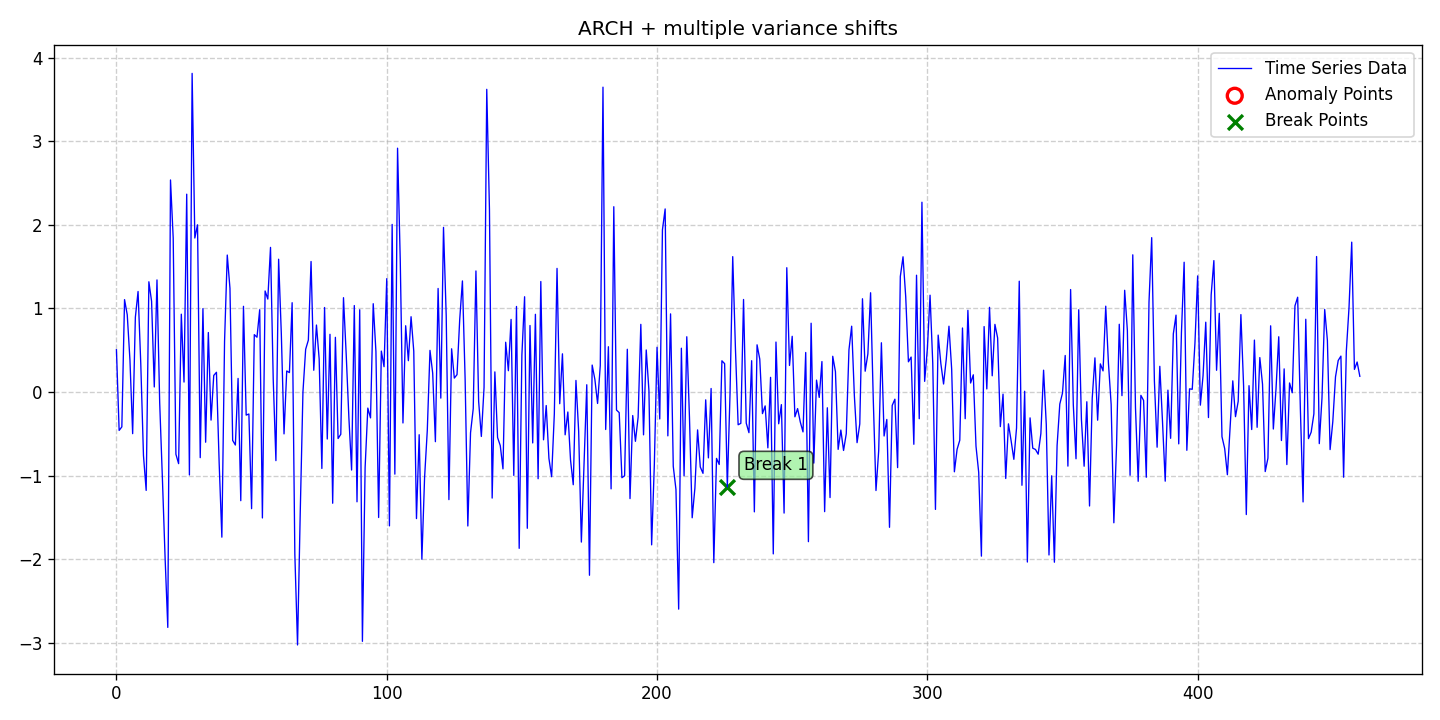 ARCH + multiple variance shifts
Time Series Data
Anomaly Points
Break Points
4
3
2
1
0
−1
−2
−3
Break 1
0
100
200
300
400